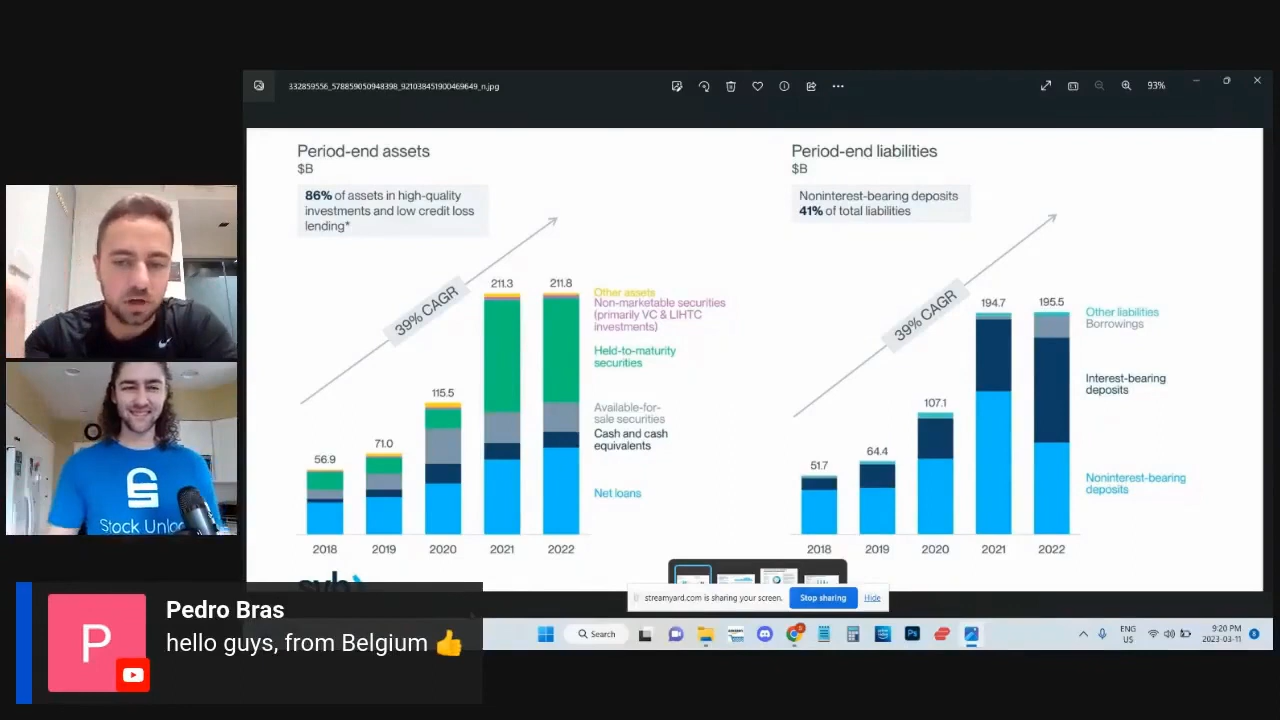 332859556_578859050948398_921038451900469649_n.jpg
93%
Period-end assets
$B
86% of assets in high-quality
investments and low credit loss
lending*
39% CAGR
56.9
71.0
115.5
211.3
211.8
Other assets
Non-marketable securities
(primarily VC & LIHTC
investments)
Held-to-maturity
securities
Available-for-
sale securities
Cash and cash
equivalents
Net loans
2018
2019
2020
2021
2022
Period-end liabilities
$B
Noninterest-bearing deposits
41% of total liabilities
39% CAGR
51.7
64.4
107.1
194.7
195.5
Other liabilities
Borrowings
Interest-bearing
deposits
Noninterest-bearing
deposits
2018
2019
2020
2021
2022
svb
Stock Unlo
streamyard.com is sharing your screen.
Stop sharing
Hide
Search
ENG
US
9:20 PM
2023-03-11
P
Pedro Bras
hello guys, from Belgium 👍